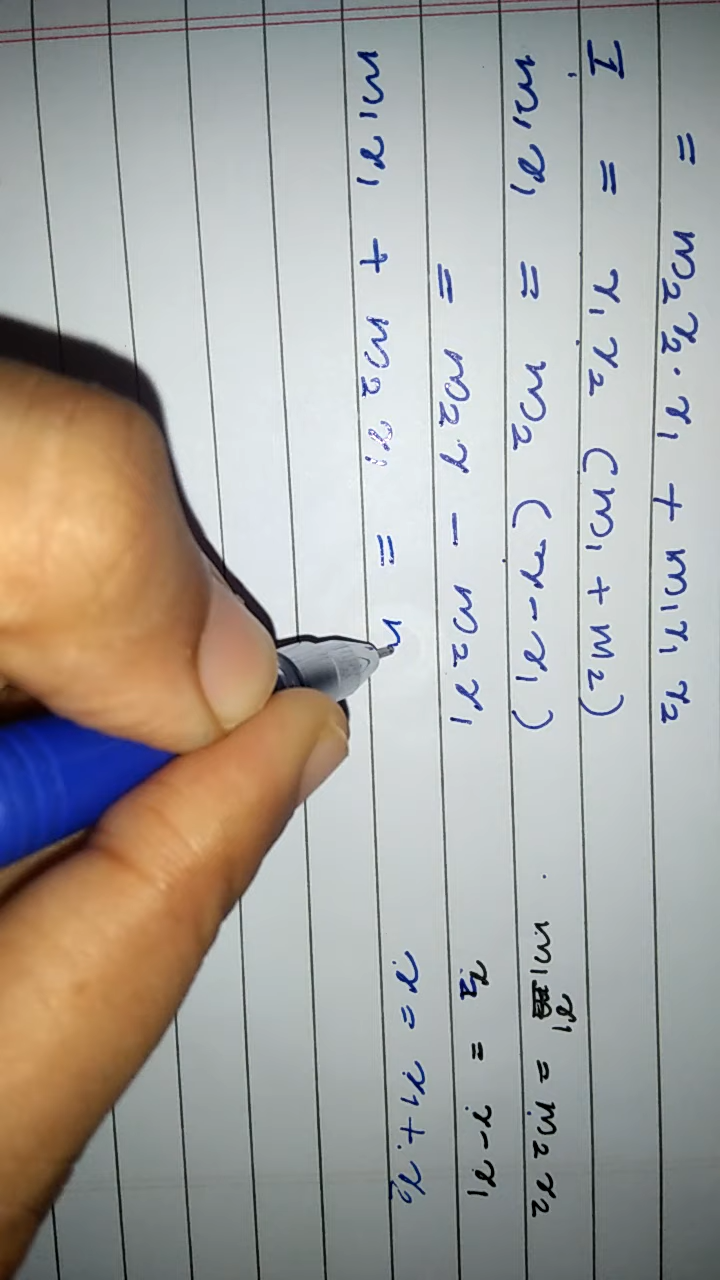 = m₂r₂·r₁ + m₁r₁r₂
I = r₁r₂ (m₁ + m₂)
m₁r₁ = m₂ (r - r₁) . m₁r₁ = m₂r₂
= m₂r - m₂r₁ r₂ = r - r₁
m₁r₁ + m₂r₁ = r = r₁ + r₂